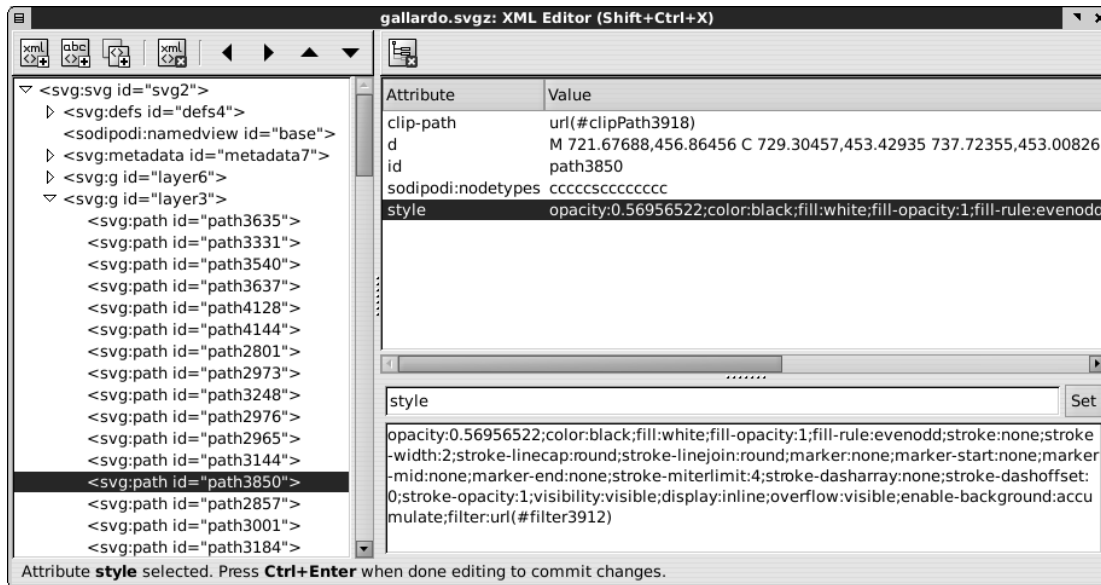 gallardo.svgz: XML Editor (Shift+Ctrl+X)
xml
abc
xml
<svg:svg id="svg2">
<svg:defs id="defs4">
<sodipodi:namedview id="base">
<svg:metadata id="metadata7">
<svg:g id="layer6">
<svg:g id="layer3">
<svg:path id="path3635">
<svg:path id="path3331">
<svg:path id="path3540">
<svg:path id="path3637">
<svg:path id="path4128">
<svg:path id="path4144">
<svg:path id="path2801">
<svg:path id="path2973">
<svg:path id="path3248">
<svg:path id="path2976">
<svg:path id="path2965">
<svg:path id="path3144">
<svg:path id="path3850">
<svg:path id="path2857">
<svg:path id="path3001">
<svg:path id="path3184">
Attribute Value
clip-path url(#clipPath3918)
d M 721.67688,456.86456 C 729.30457,453.42935 737.72355,453.00826
id path3850
sodipodi:nodetypes cccccsccccccccc
style opacity:0.56956522;color:black;fill:white;fill-opacity:1;fill-rule:evenodd
style
Set
opacity:0.56956522;color:black;fill:white;fill-opacity:1;fill-rule:evenodd;stroke:none;stroke
-width:2;stroke-linecap:round;stroke-linejoin:round;marker:none;marker-start:none;marker
-mid:none;marker-end:none;stroke-miterlimit:4;stroke-dasharray:none;stroke-dashoffset:
0;stroke-opacity:1;visibility:visible;display:inline;overflow:visible;enable-background:accu
mulate;filter:url(#filter3912)
Attribute style selected. Press Ctrl+Enter when done editing to commit changes.